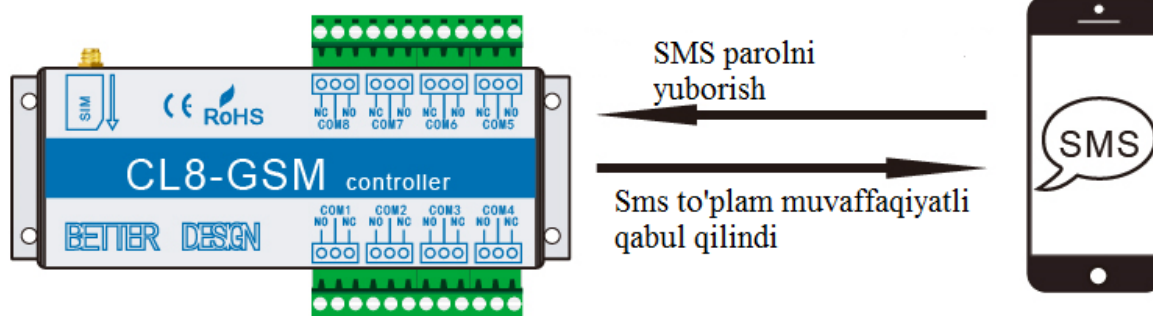 SIM
CE RoHS
NC NO NC NO NC NO NC NO
COM8 COM7 COM6 COM5
CL8-GSM controller
COM1 COM2 COM3 COM4
NO NC NO NC NO NC NO NC
BETTER DESIGN
SMS parolni
yuborish
Sms to'plam muvaffaqiyatli
qabul qilindi
SMS